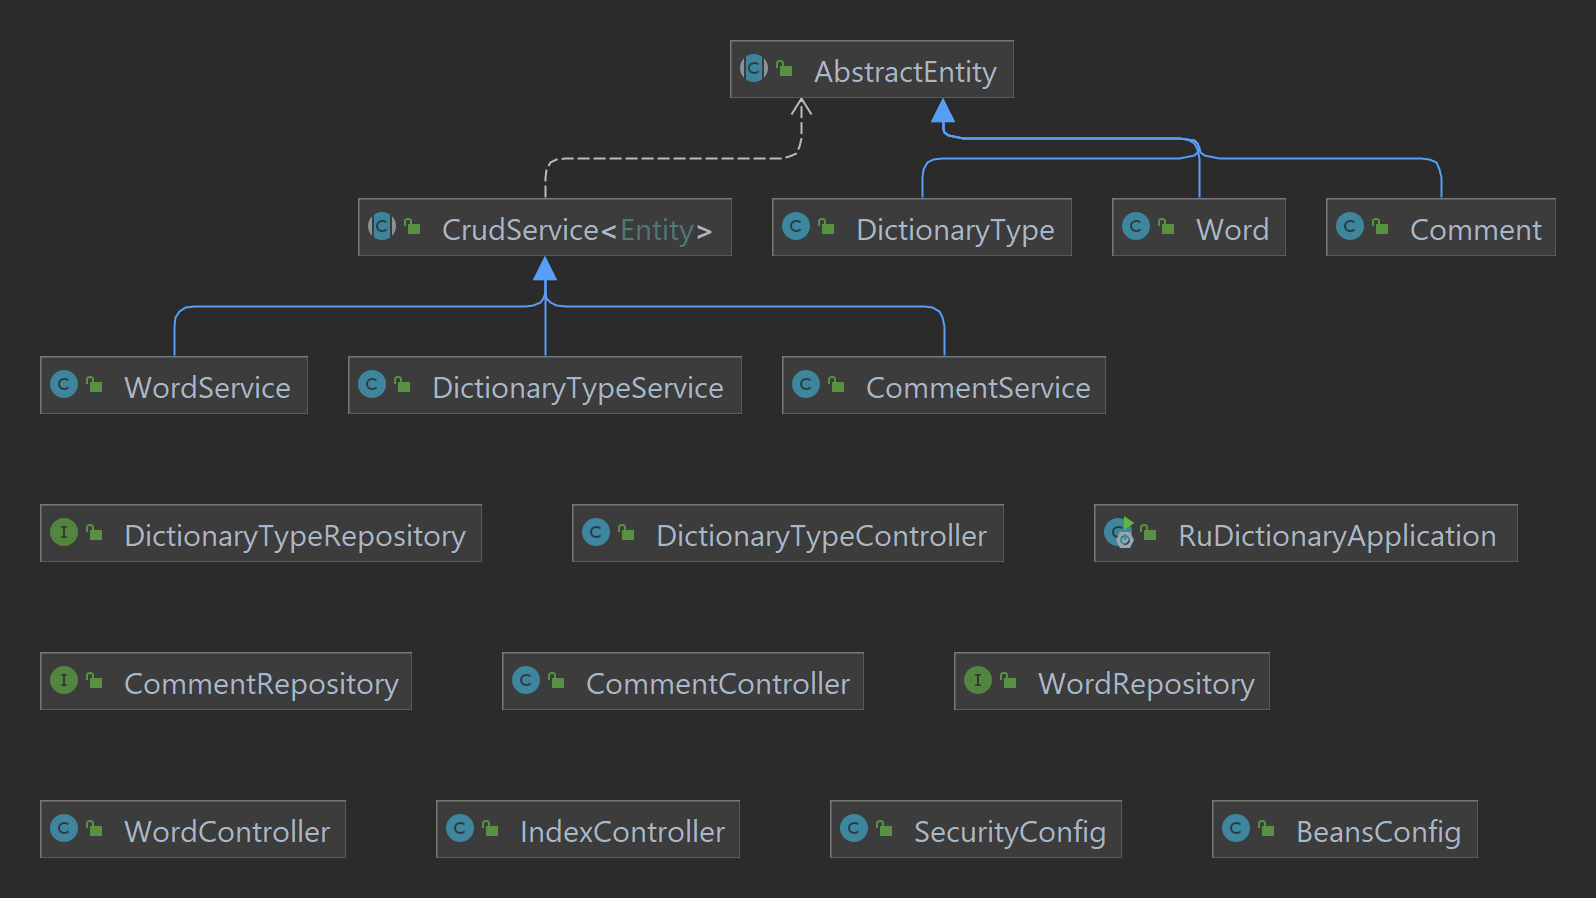 AbstractEntity
CrudService<Entity>
DictionaryType
Word
Comment
WordService
DictionaryTypeService
CommentService
DictionaryTypeRepository
DictionaryTypeController
RuDictionaryApplication
CommentRepository
CommentController
WordRepository
WordController
IndexController
SecurityConfig
BeansConfig